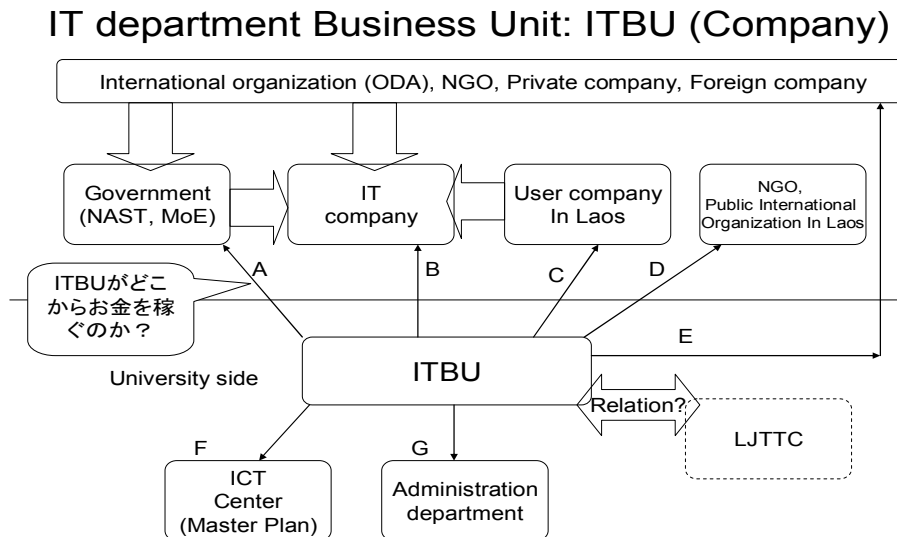 IT department Business Unit: ITBU (Company)
International organization (ODA), NGO, Private company, Foreign company
Government
(NAST, MoE)
IT
company
User company
In Laos
NGO,
Public International
Organization In Laos
A
B
C
D
ITBUがどこ
からお金を稼
ぐのか？
E
University side
ITBU
Relation?
LJTTC
F
G
ICT
Center
(Master Plan)
Administration
department